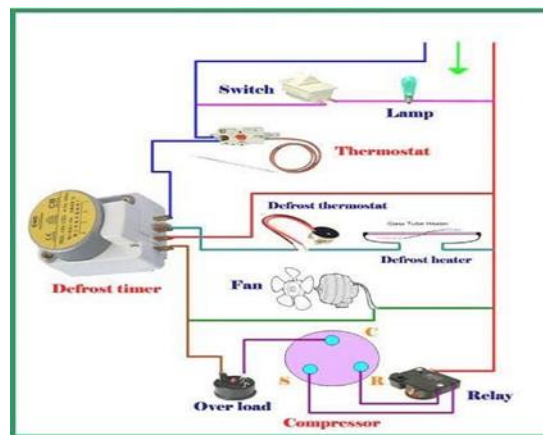 Switch
Lamp
Thermostat
Defrost thermostat
Glass Tube Heater
Defrost heater
Defrost timer
Fan
C
S
R
Over load
Relay
Compressor